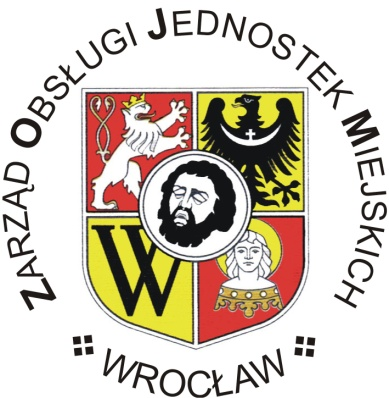 ZARZĄD OBSŁUGI JEDNOSTEK MIEJSKICH
W
WROCŁAW